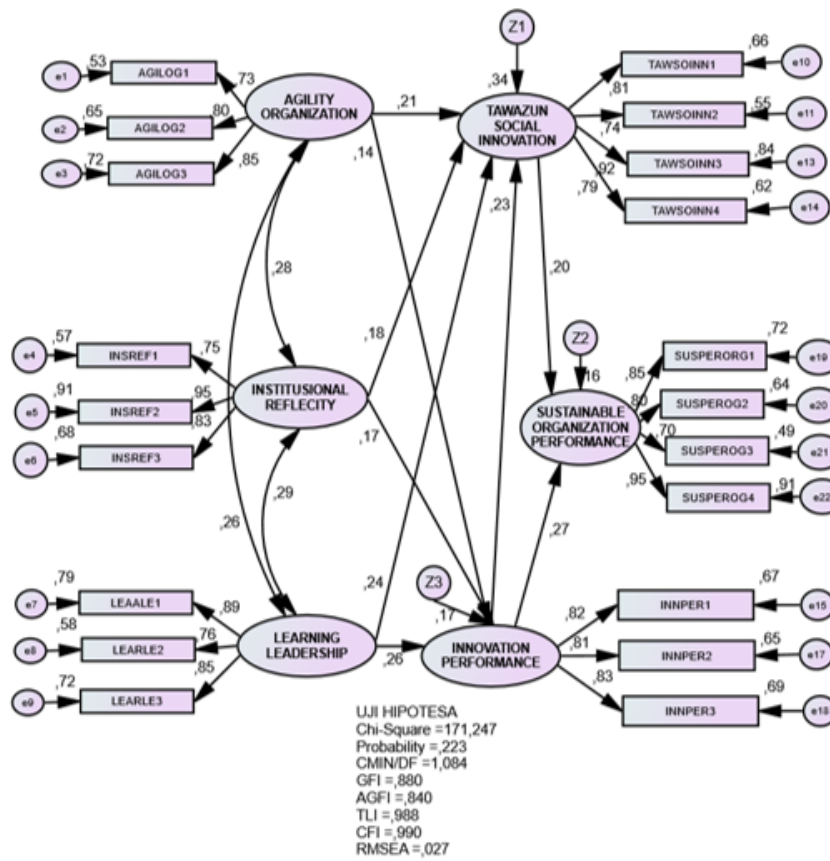 Z1
,53
,34
,66
e1
AGILOG1
,73
AGILITY
ORGANIZATION
,21
TAWAZUN
SOCIAL
INNOVATION
,81
TAWSOINN1
e10
,65
e2
AGILOG2
,80
,74
TAWSOINN2
,55
e11
,72
e3
AGILOG3
,85
,14
,92
TAWSOINN3
,84
e13
,79
TAWSOINN4
,62
e14
,23
,28
,20
,18
,57
e4
INSREF1
,75
INSTITUSIONAL
REFLECITY
,91
e5
INSREF2
,95
,83
,68
e6
INSREF3
,17
Z2
,16
SUSTAINABLE
ORGANIZATION
PERFORMANCE
,85
SUSPERORG1
,72
e19
,80
SUSPEROG2
,64
e20
,70
SUSPEROG3
,49
e21
,95
SUSPEROG4
,91
e22
,29
,26
,24
,27
,79
e7
LEAALE1
,89
LEARNING
LEADERSHIP
,58
e8
LEARLE2
,76
,72
e9
LEARLE3
,85
,26
Z3
,17
INNOVATION
PERFORMANCE
,82
INNPER1
,67
e15
,81
INNPER2
,65
e17
,83
INNPER3
,69
e18
UJI HIPOTESA
Chi-Square =171,247
Probability =,223
CMIN/DF =1,084
GFI =,880
AGFI =,840
TLI =,988
CFI =,990
RMSEA =,027